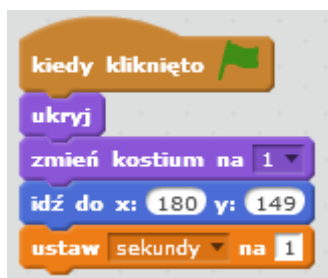 kiedy kliknięto
ukryj
zmień kostium na 1
idź do x: 180 y: 149
ustaw sekundy na 1